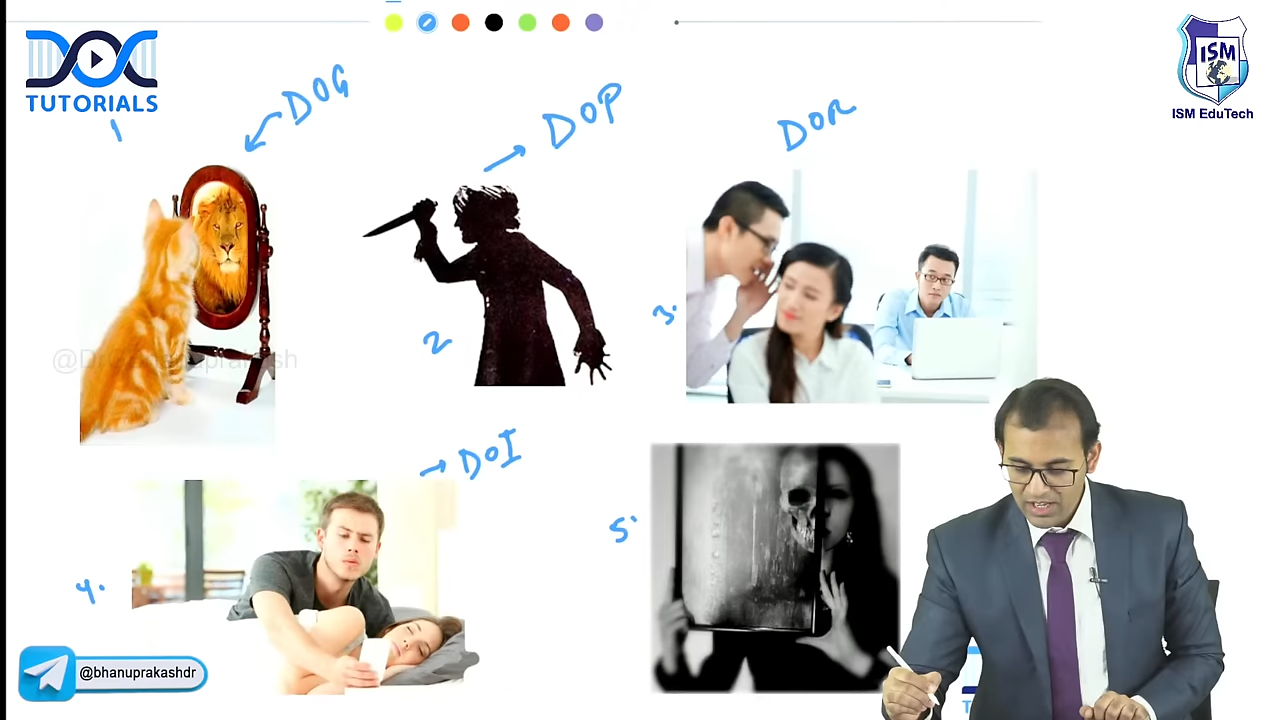 DOC
TUTORIALS
ISM
ISM EduTech
1
DOG
DOP
DOR
2
3.
DOI
4.
5.
@bhanuprakashdr